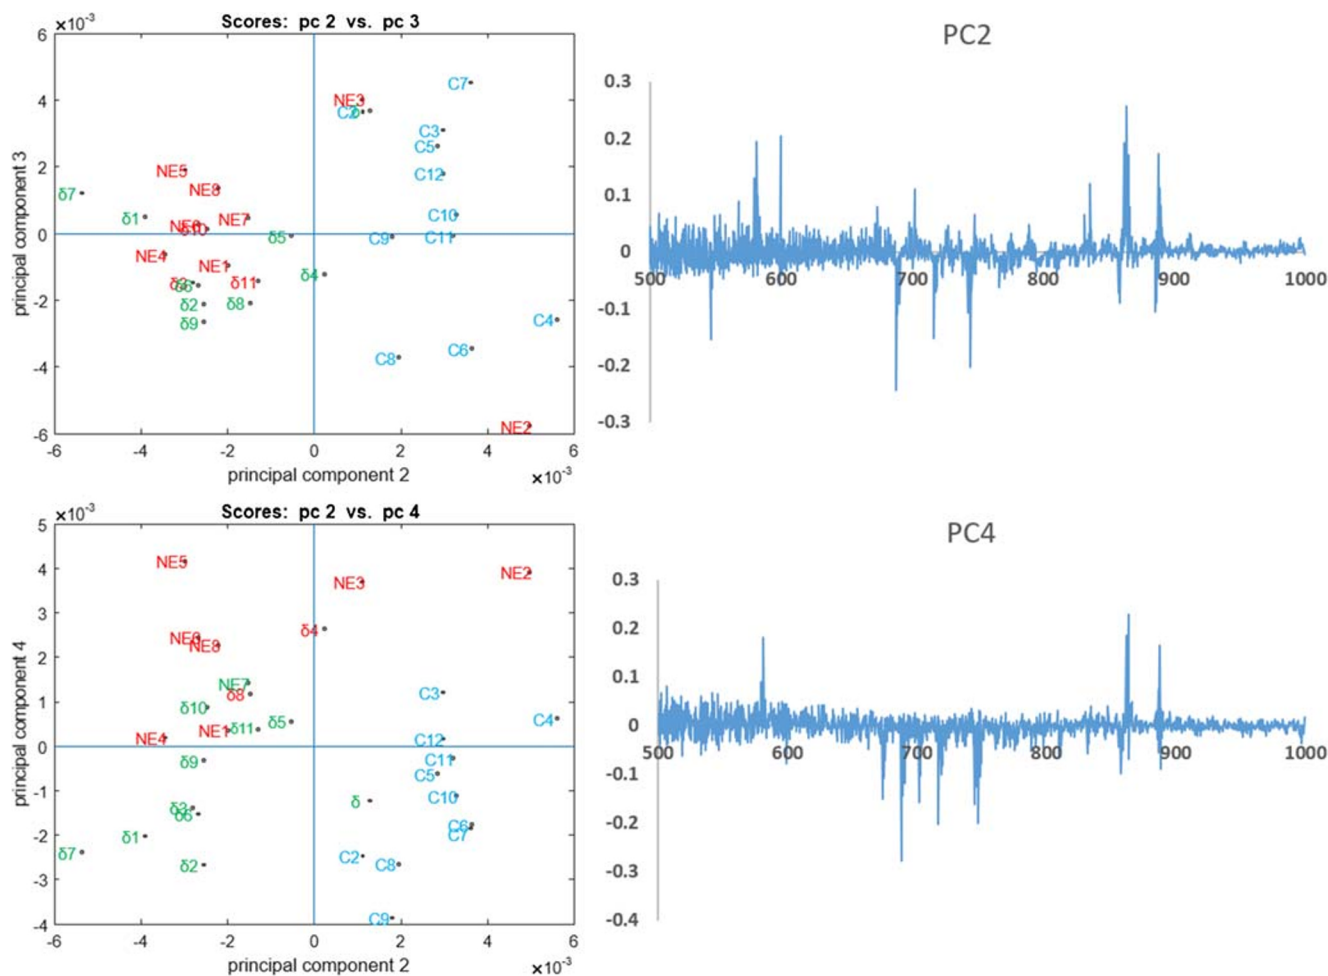 Scores: pc 2 vs. pc 3
×10⁻³
6
4
2
0
-2
-4
-6
principal component 3
-6
-4
-2
0
2
4
6
principal component 2
×10⁻³
C7
NE3
C2
C3
C5
C12
NE5
NE8
δ7
δ1
NE7
C10
δ5
C9
C11
NE4
NE1
δ4
δ11
δ2
δ8
δ9
C4
C6
C8
NE2
PC2
0.3
0.2
0.1
0
-0.1
-0.2
-0.3
500
600
700
800
900
1000
Scores: pc 2 vs. pc 4
×10⁻³
5
4
3
2
1
0
-1
-2
-3
-4
principal component 4
-6
-4
-2
0
2
4
6
principal component 2
×10⁻³
NE5
NE3
NE2
δ4
NE8
NE7
δ8
C3
δ10
C4
δ5
NE1
δ11
NE4
C12
C11
δ9
C5
δ
C10
C6
C7
δ1
δ7
C2
δ2
C8
C9
PC4
0.3
0.2
0.1
0
-0.1
-0.2
-0.3
-0.4
500
600
700
800
900
1000